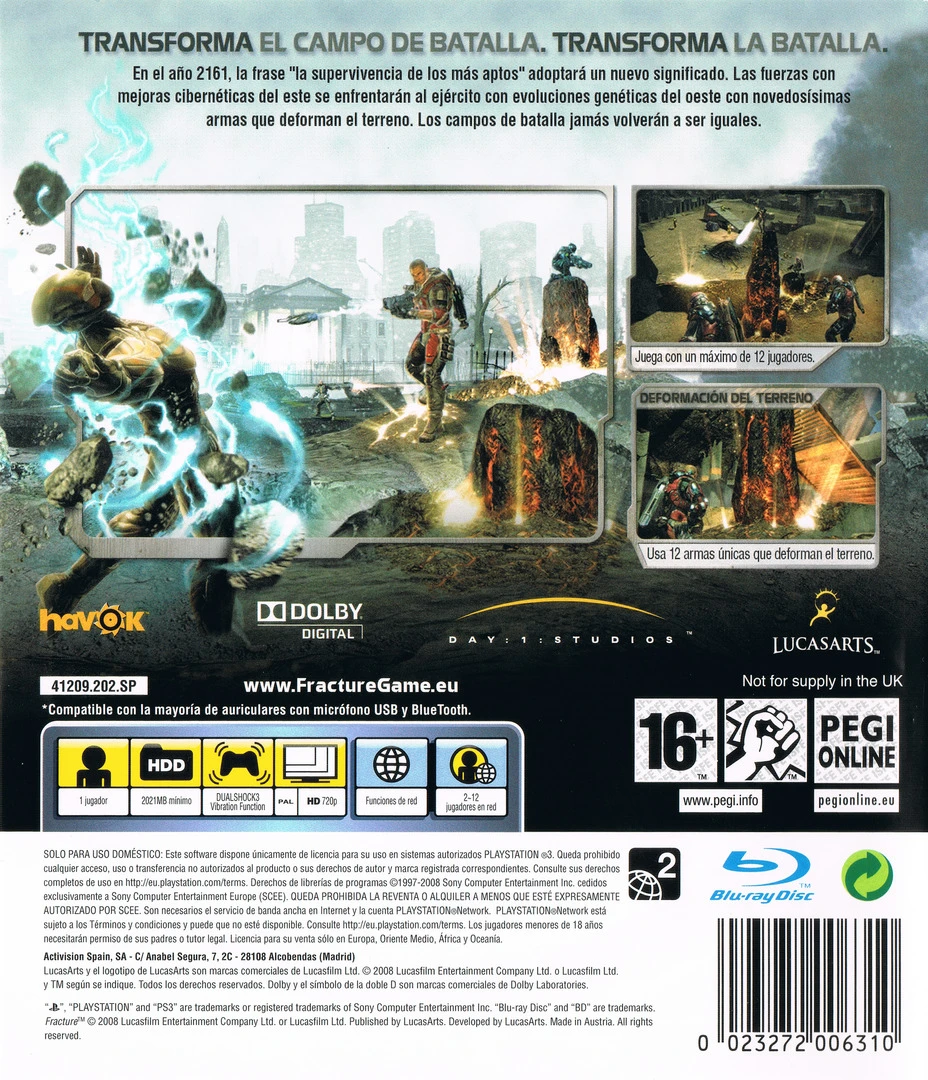 TRANSFORMA EL CAMPO DE BATALLA. TRANSFORMA LA BATALLA.
En el año 2161, la frase "la supervivencia de los más aptos" adoptará un nuevo significado. Las fuerzas con
mejoras cibernéticas del este se enfrentarán al ejército con evoluciones genéticas del oeste con novedosísimas
armas que deforman el terreno. Los campos de batalla jamás volverán a ser iguales.
Juega con un máximo de 12 jugadores.
DEFORMACIÓN DEL TERRENO
Usa 12 armas únicas que deforman el terreno.
havok™
DOLBY
DIGITAL
DAY:1:STUDIOS™
LUCASARTS™
41209.202.SP
www.FractureGame.eu
Not for supply in the UK
*Compatible con la mayoría de auriculares con micrófono USB y BlueTooth.
HDD
1 jugador
2021MB mínimo
DUALSHOCK3
Vibration Function
PAL
HD 720p
Funciones de red
2–12
jugadores en red
16+™
™
PEGI
ONLINE
www.pegi.info
pegionline.eu
SOLO PARA USO DOMÉSTICO: Este software dispone únicamente de licencia para su uso en sistemas autorizados PLAYSTATION ®3. Queda prohibido
cualquier acceso, uso o transferencia no autorizados al producto o sus derechos de autor y marca registrada correspondientes. Consulte sus derechos
completos de uso en http://eu.playstation.com/terms. Derechos de librerías de programas ©1997-2008 Sony Computer Entertainment Inc. cedidos
exclusivamente a Sony Computer Entertainment Europe (SCEE). QUEDA PROHIBIDA LA REVENTA O ALQUILER A MENOS QUE ESTÉ EXPRESAMENTE
AUTORIZADO POR SCEE. Son necesarios el servicio de banda ancha en Internet y la cuenta PLAYSTATION®Network. PLAYSTATION®Network está
sujeto a los Términos y condiciones y puede que no esté disponible. Consulte http://eu.playstation.com/terms. Los jugadores menores de 18 años
necesitarán permiso de sus padres o tutor legal. Licencia para su venta sólo en Europa, Oriente Medio, África y Oceanía.
2
Blu-ray Disc™
Activision Spain, SA - C/ Anabel Segura, 7, 2C - 28108 Alcobendas (Madrid)
LucasArts y el logotipo de LucasArts son marcas comerciales de Lucasfilm Ltd. © 2008 Lucasfilm Entertainment Company Ltd. o Lucasfilm Ltd.
y TM según se indique. Todos los derechos reservados. Dolby y el símbolo de la doble D son marcas comerciales de Dolby Laboratories.
"PS", "PLAYSTATION" and "PS3" are trademarks or registered trademarks of Sony Computer Entertainment Inc. "Blu-ray Disc" and "BD" are trademarks.
Fracture™ © 2008 Lucasfilm Entertainment Company Ltd. or Lucasfilm Ltd. Published by LucasArts. Developed by LucasArts. Made in Austria. All rights
reserved.
0 023272 006310